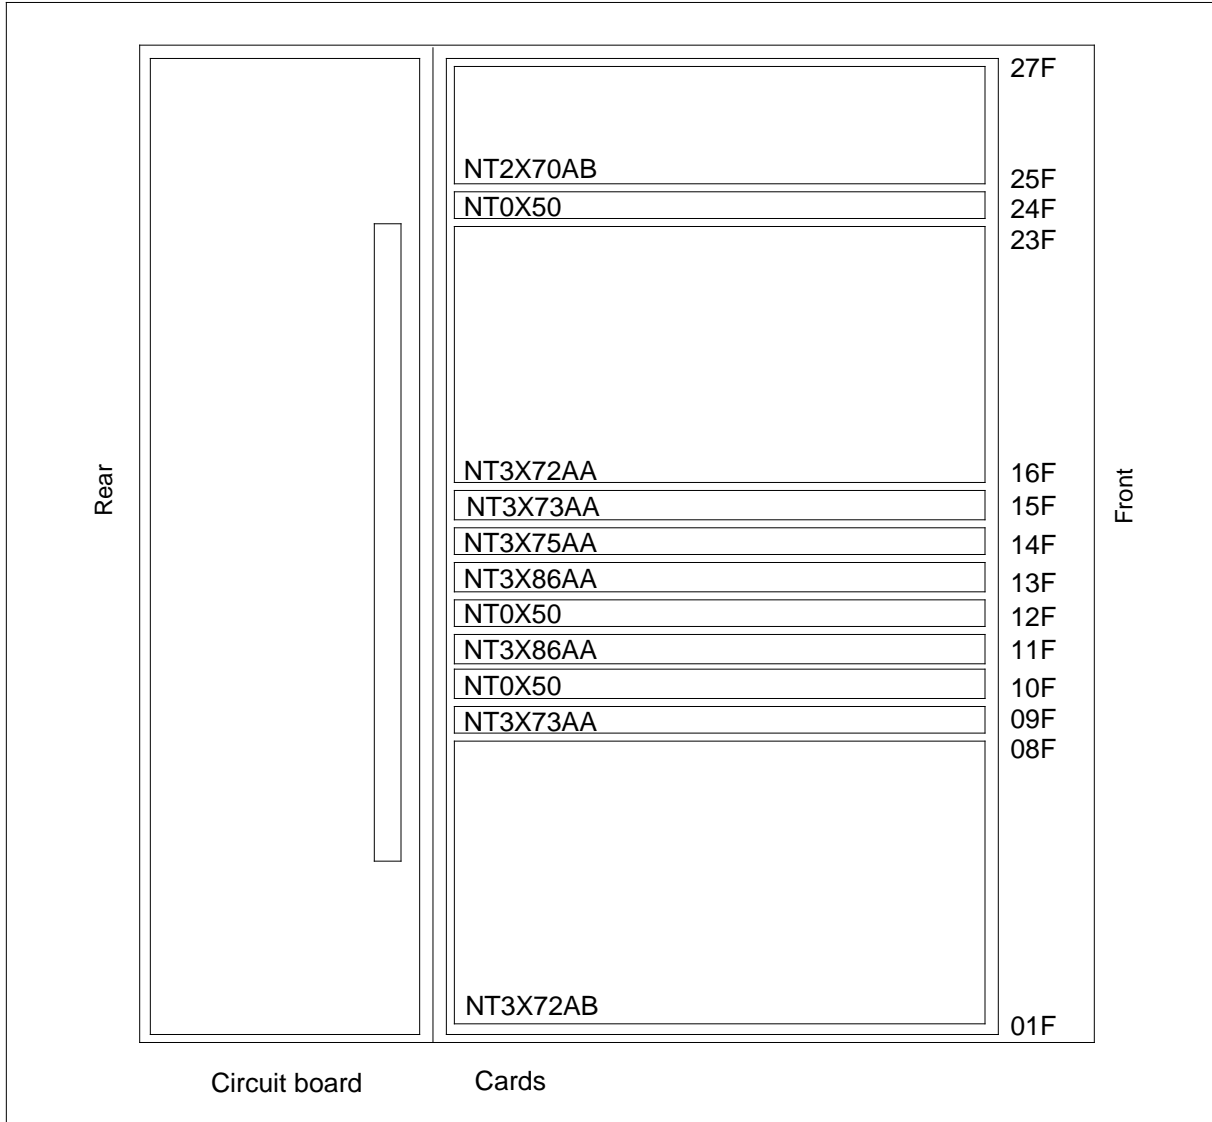 27F
NT2X70AB
25F
NT0X50
24F
23F
Rear
NT3X72AA
16F
Front
NT3X73AA
15F
NT3X75AA
14F
NT3X86AA
13F
NT0X50
12F
NT3X86AA
11F
NT0X50
10F
NT3X73AA
09F
08F
NT3X72AB
01F
Circuit board
Cards